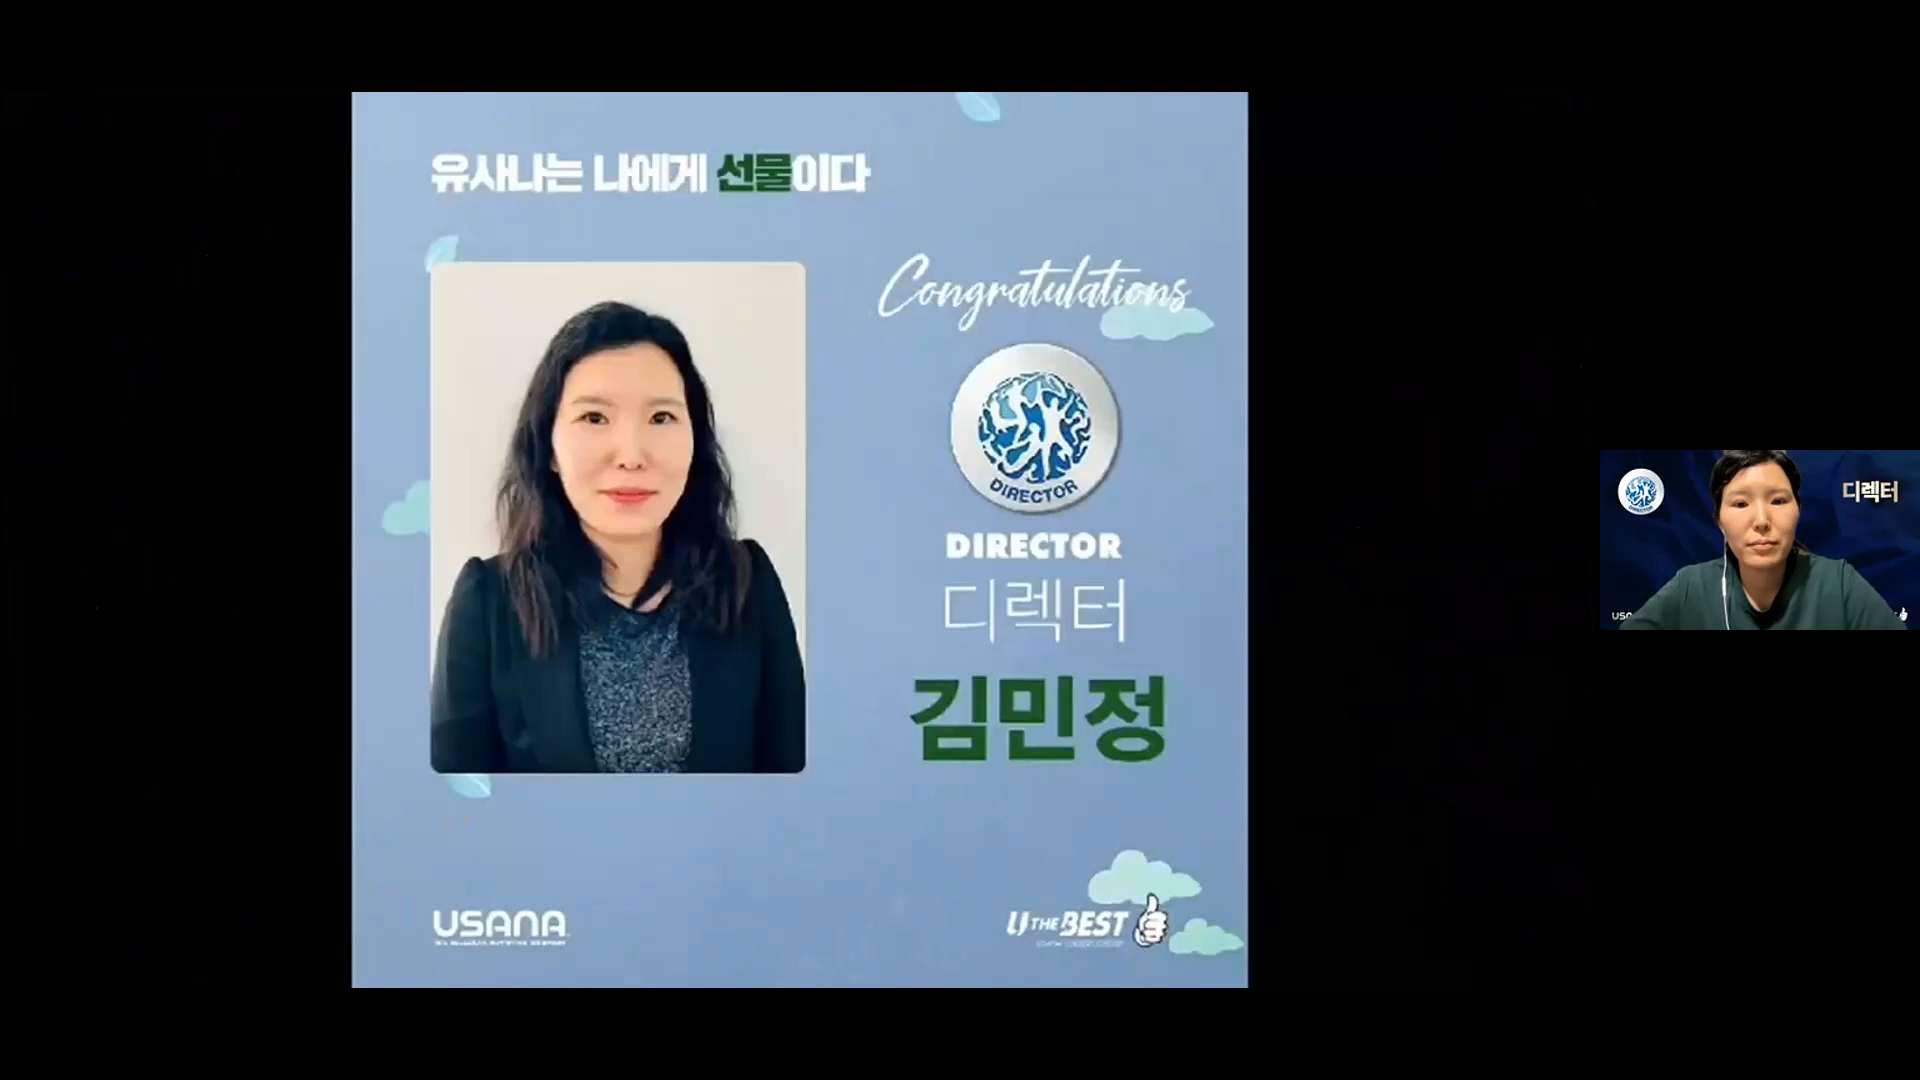 유사나는 나에게 선물이다
Congratulations
DIRECTOR
DIRECTOR
디렉터
김민정
USANA
U THE BEST
DIRECTOR
디렉터